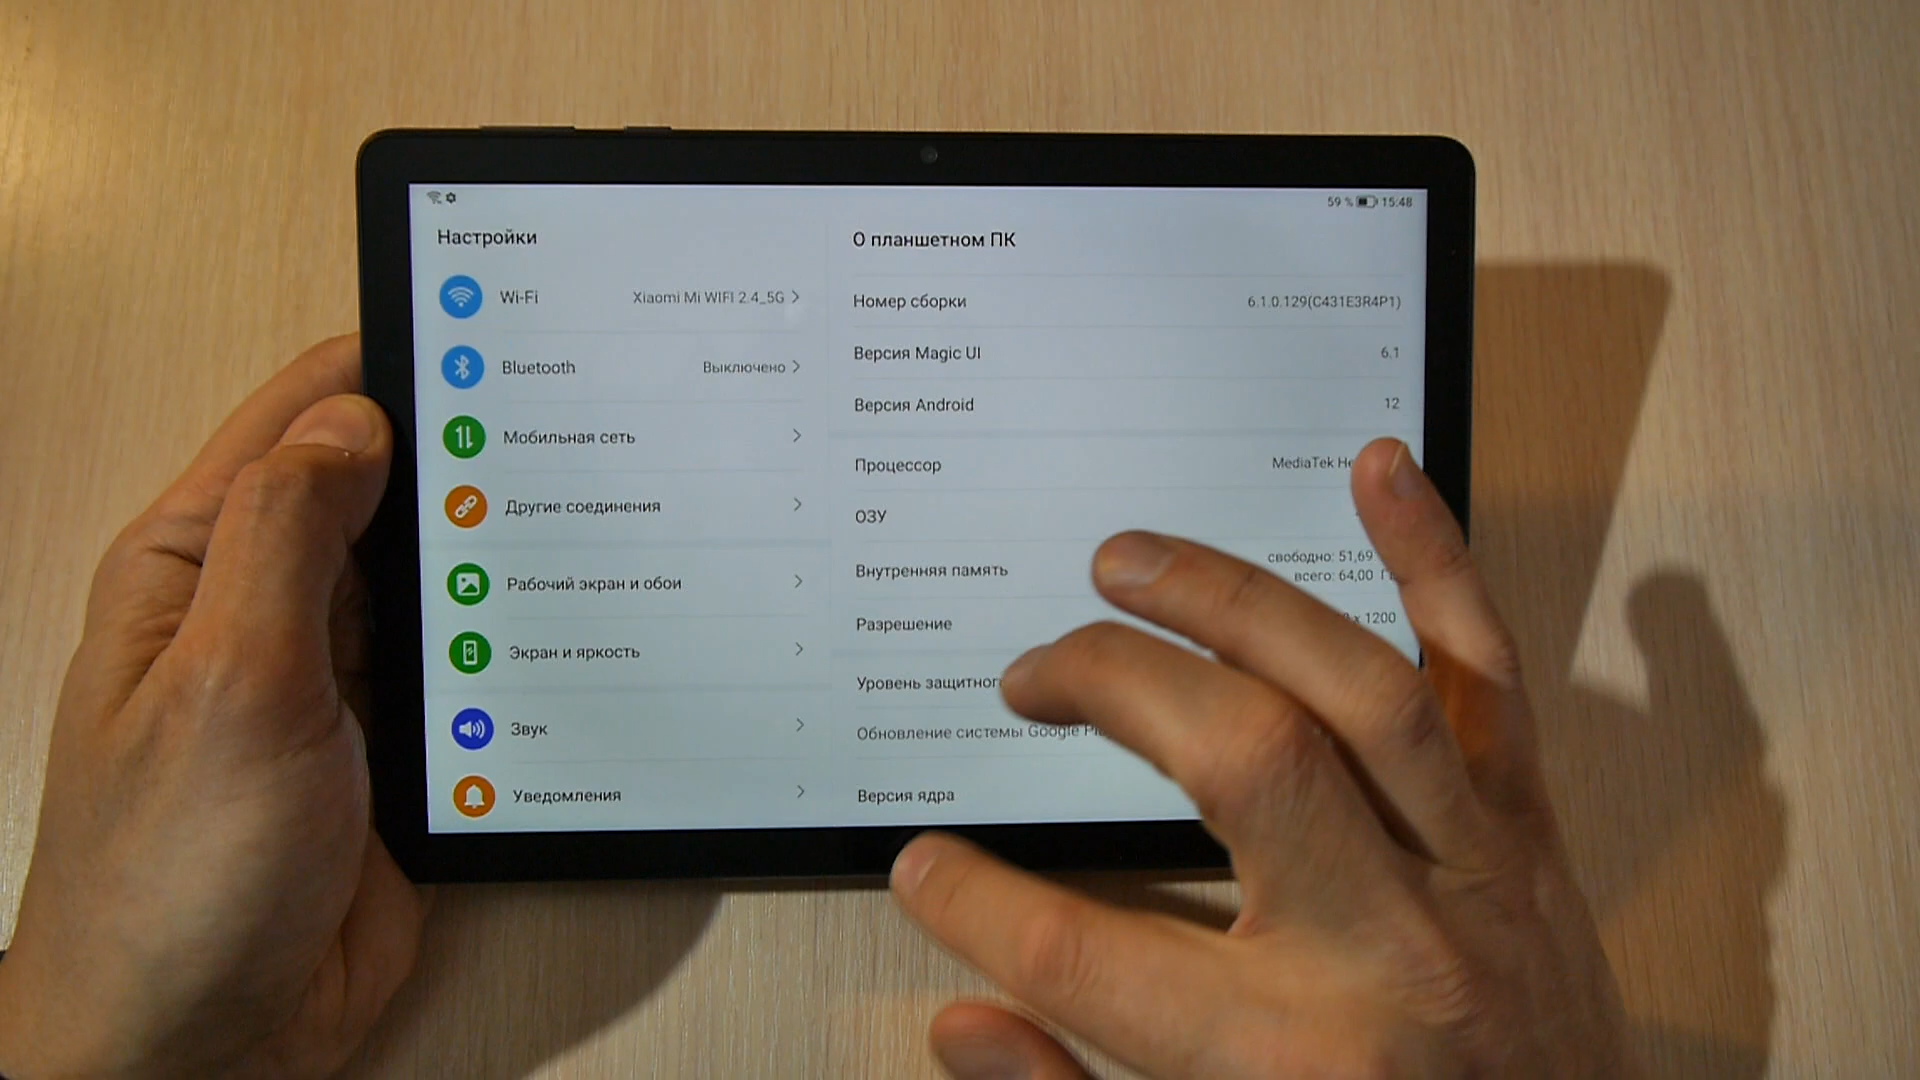 59 % 15:48
Настройки
Wi-Fi Xiaomi Mi WIFI 2.4_5G
Bluetooth Выключено
Мобильная сеть
Другие соединения
Рабочий экран и обои
Экран и яркость
Звук
Уведомления
О планшетном ПК
Номер сборки 6.1.0.129(C431E3R4P1)
Версия Magic UI 6.1
Версия Android 12
Процессор MediaTek
ОЗУ
Внутренняя память свободно: 51,69
всего: 64,00
Разрешение x 1200
Уровень
Обновление системы Google
Версия ядра